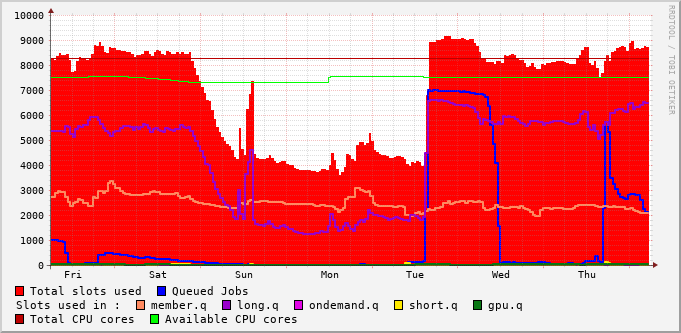 RRDTOOL / TOBI OETIKER
10000
9000
8000
7000
6000
5000
4000
3000
2000
1000
0
Fri Sat Sun Mon Tue Wed Thu
Total slots used Queued Jobs
Slots used in : member.q long.q ondemand.q short.q gpu.q
Total CPU cores Available CPU cores